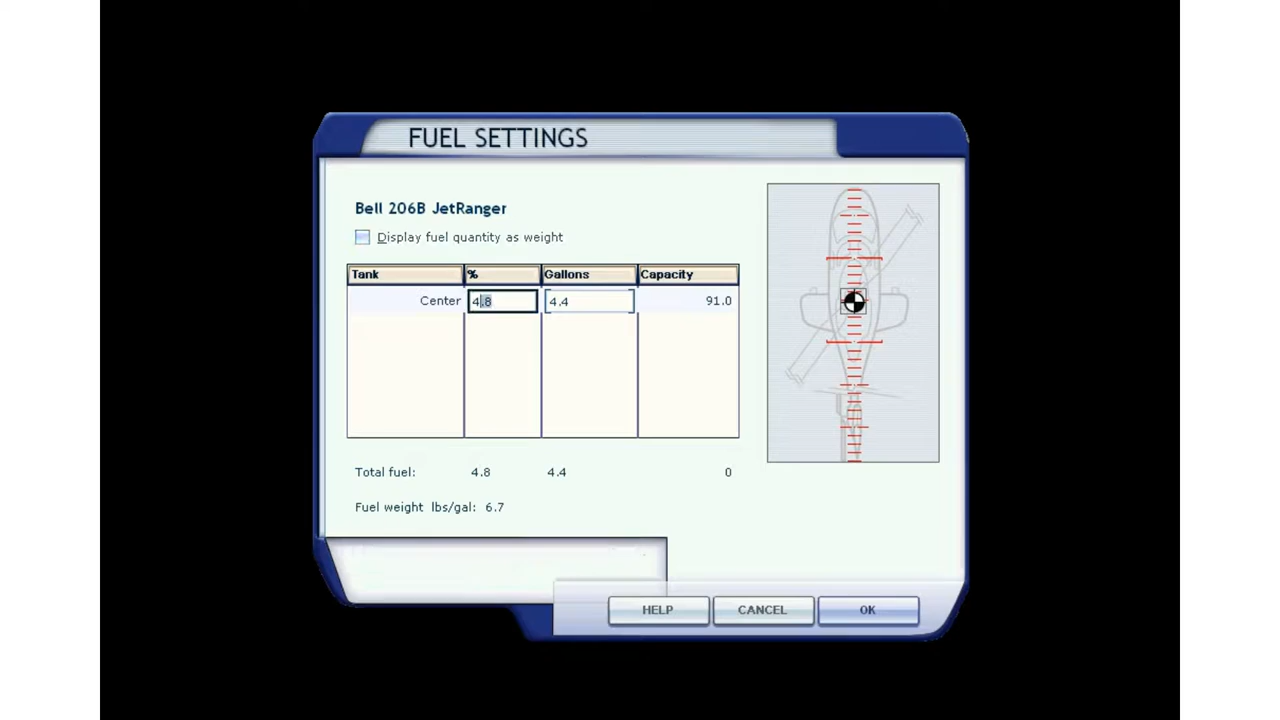 FUEL SETTINGS
Bell 206B JetRanger
Display fuel quantity as weight
Tank % Gallons Capacity
Center 4.8 4.4 91.0
Total fuel: 4.8 4.4 0
Fuel weight lbs/gal: 6.7
HELP CANCEL OK